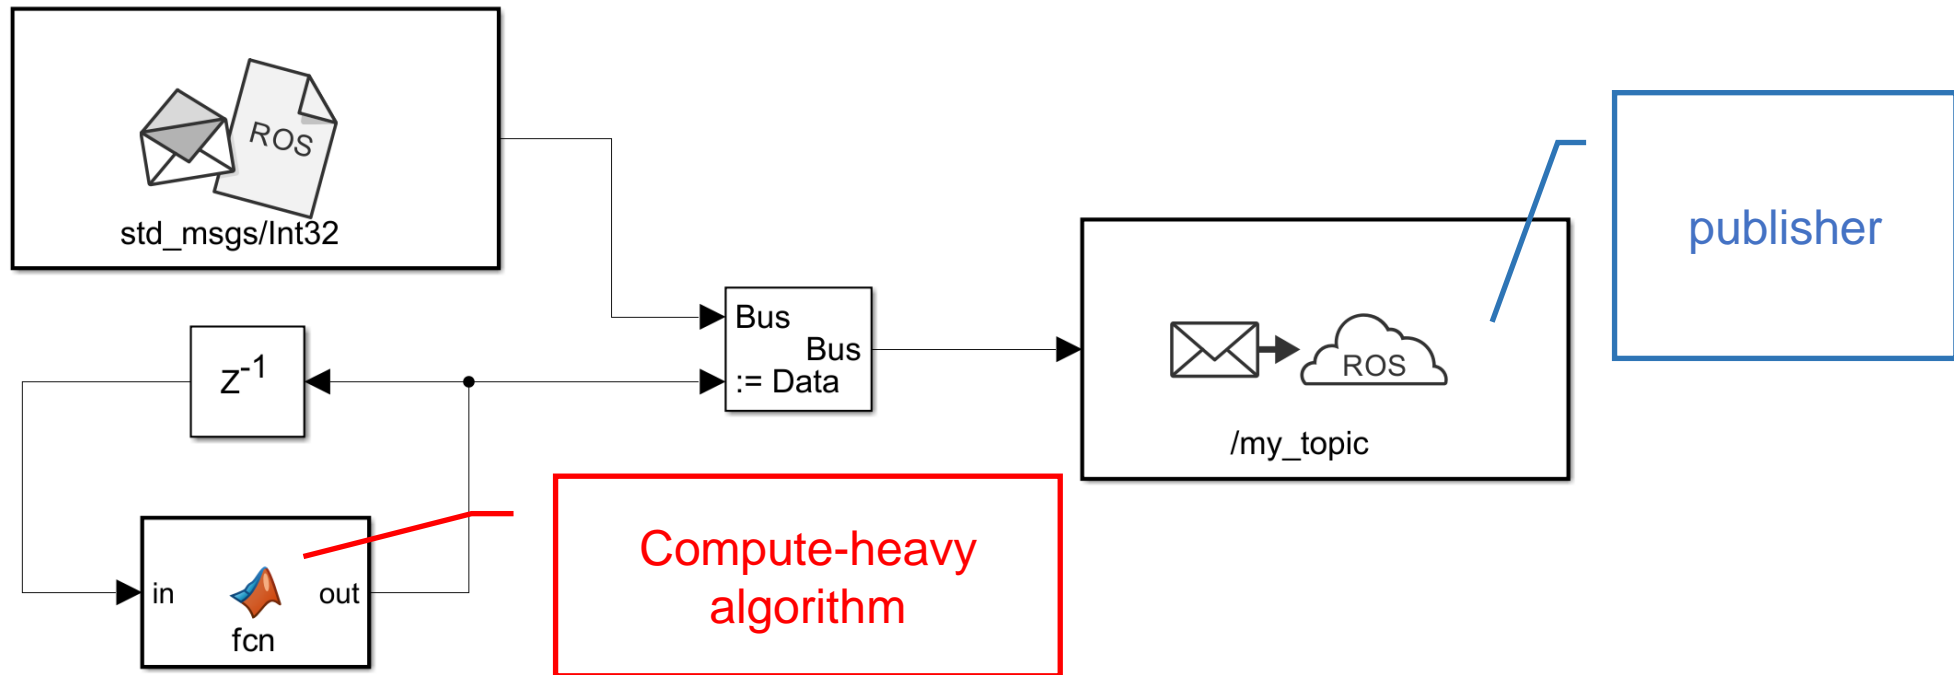 ROS
std_msgs/Int32
publisher
Bus
Bus
:= Data
Z-1
ROS
/my_topic
Compute-heavy
algorithm
in
out
fcn